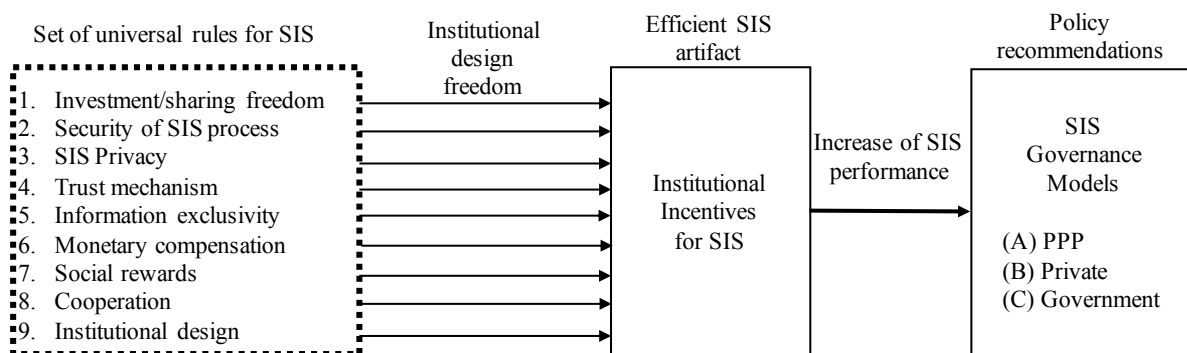 Set of universal rules for SIS
1. Investment/sharing freedom
2. Security of SIS process
3. SIS Privacy
4. Trust mechanism
5. Information exclusivity
6. Monetary compensation
7. Social rewards
8. Cooperation
9. Institutional design
Institutional
design
freedom
Efficient SIS
artifact
Institutional
Incentives
for SIS
Increase of SIS
performance
Policy
recommendations
SIS
Governance
Models
(A) PPP
(B) Private
(C) Government